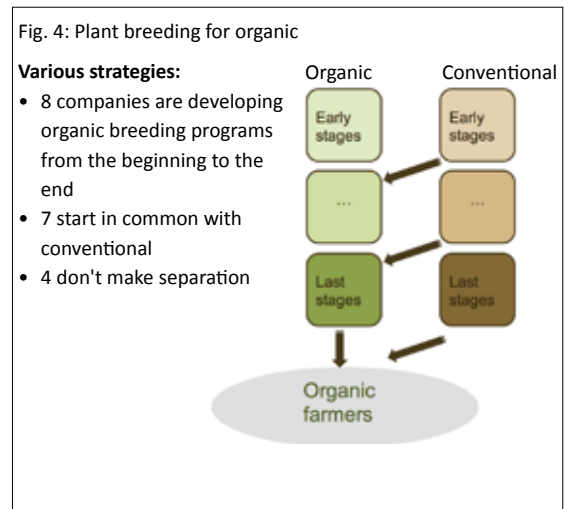 Fig. 4: Plant breeding for organic
Various strategies:
• 8 companies are developing
organic breeding programs
from the beginning to the
end
• 7 start in common with
conventional
• 4 don't make separation
Organic
Conventional
Early
stages
Early
stages
...
...
Last
stages
Last
stages
Organic
farmers